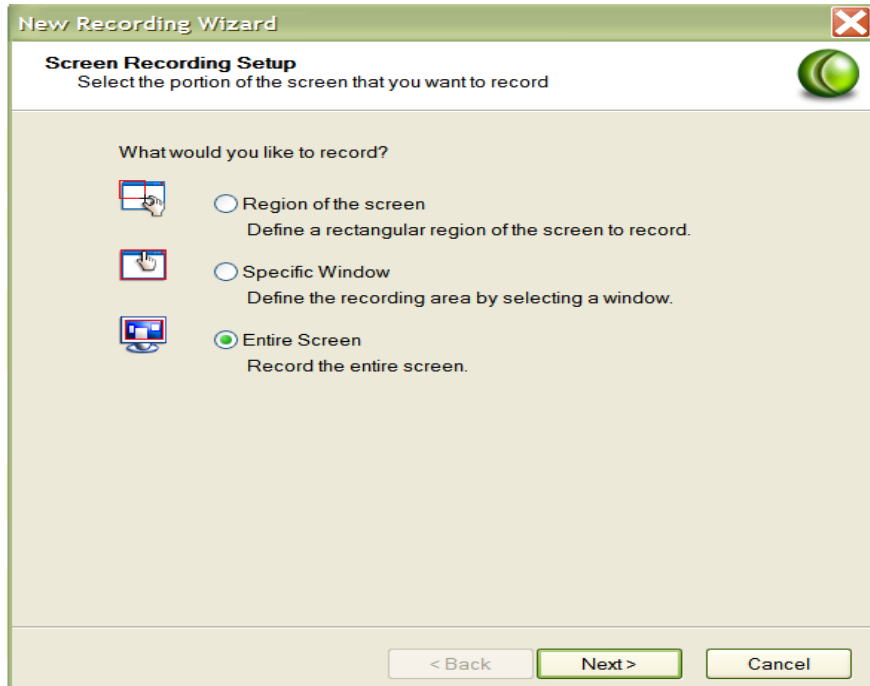 New Recording Wizard
Screen Recording Setup
Select the portion of the screen that you want to record
What would you like to record?
Region of the screen
Define a rectangular region of the screen to record.
Specific Window
Define the recording area by selecting a window.
Entire Screen
Record the entire screen.
< Back Next > Cancel